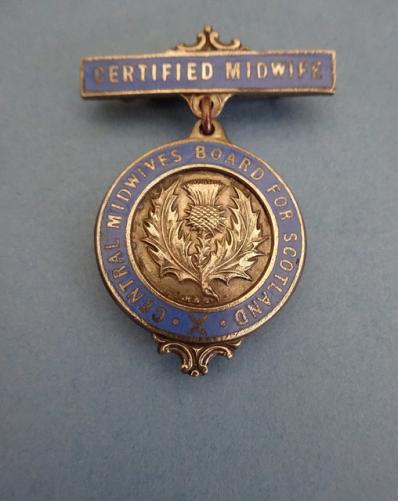 CERTIFIED MIDWIFE
CENTRAL MIDWIVES BOARD FOR SCOTLAND